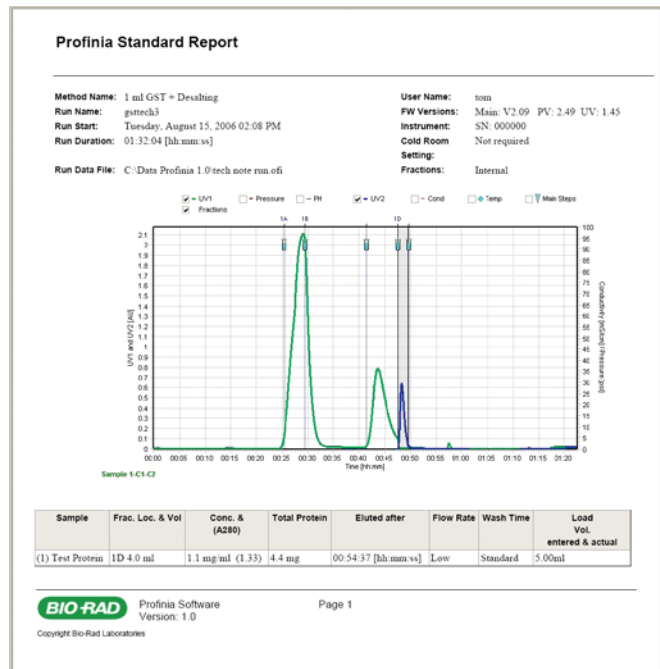 Profinia Standard Report
Method Name: 1 ml GST + Desalting
Run Name: gsttech3
Run Start: Tuesday, August 15, 2006 02:08 PM
Run Duration: 01:32:04 [hh:mm:ss]
Run Data File: C:\Data Profinia 1.0\tech note run.ofi
User Name: tom
FW Versions: Main: V2.09 PV: 2.49 UV: 1.45
Instrument: SN: 000000
Cold Room Setting: Not required
Fractions: Internal
UV1 Pressure PH UV2 Cond Temp Main Steps
Fractions
1A 1B 1D
UV1 and UV2 [AU]
2.1
2
1.9
1.8
1.7
1.6
1.5
1.4
1.3
1.2
1.1
1
0.9
0.8
0.7
0.6
0.5
0.4
0.3
0.2
0.1
0
100
95
90
85
80
75
70
65
60
55
50
45
40
35
30
25
20
15
10
5
0
Conductivity [mS/cm] / Pressure [psi]
00:00 00:05 00:10 00:15 00:20 00:25 00:30 00:35 00:40 00:45 00:50 00:55 01:00 01:05 01:10 01:15 01:20
Time [hh:mm]
Sample 1-C1-C2
Sample Frac. Loc. & Vol Conc. & (A280) Total Protein Eluted after Flow Rate Wash Time Load Vol. entered & actual
(1) Test Protein 1D 4.0 ml 1.1 mg/ml (1.33) 4.4 mg 00:54:37 [hh:mm:ss] Low Standard 5.00ml
BIO-RAD
Profinia Software
Version: 1.0
Page 1
Copyright Bio-Rad Laboratories